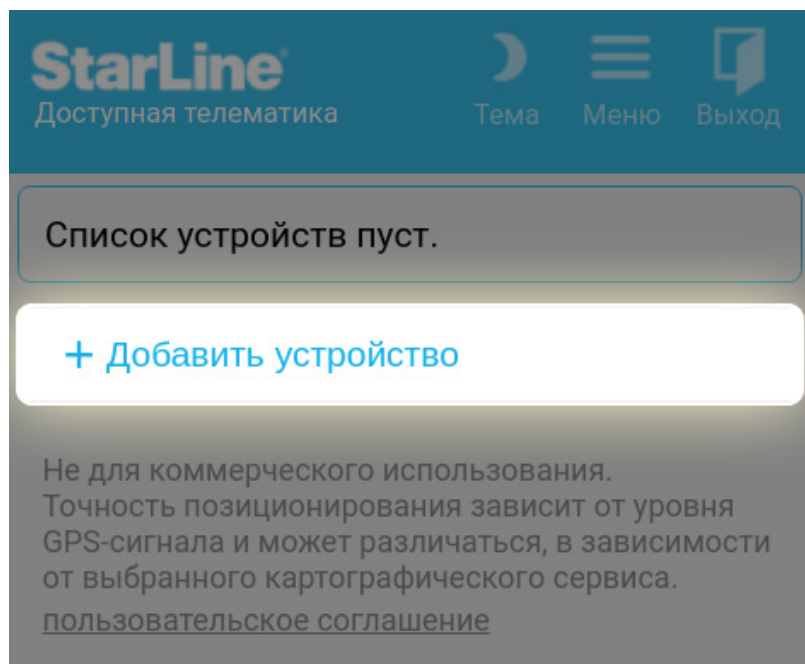 StarLine®
Доступная телематика
Тема
Меню
Выход
Список устройств пуст.
+ Добавить устройство
Не для коммерческого использования.
Точность позиционирования зависит от уровня
GPS-сигнала и может различаться, в зависимости
от выбранного картографического сервиса.
пользовательское соглашение